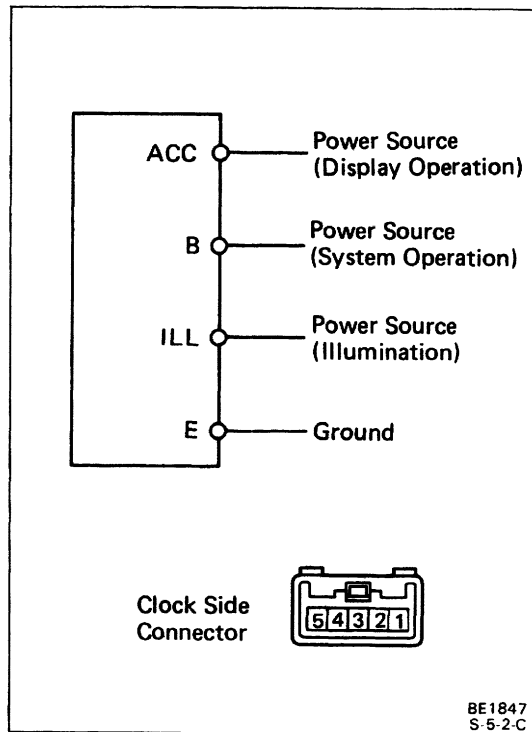 ACC
Power Source
(Display Operation)
B
Power Source
(System Operation)
ILL
Power Source
(Illumination)
E
Ground
Clock Side
Connector
5 4 3 2 1
BE1847
S-5-2-C